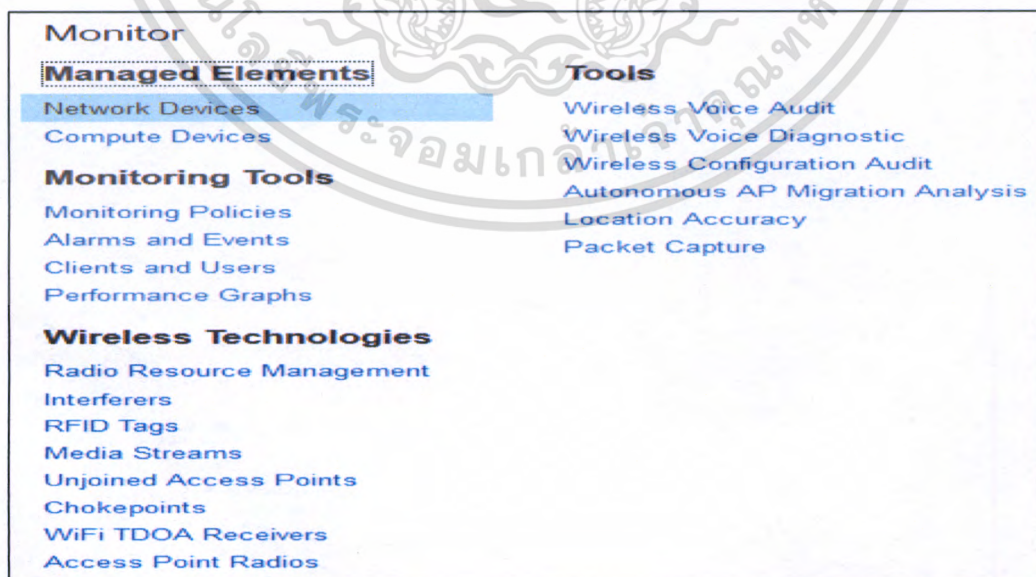 Monitor
Managed Elements
Network Devices
Compute Devices
Monitoring Tools
Monitoring Policies
Alarms and Events
Clients and Users
Performance Graphs
Wireless Technologies
Radio Resource Management
Interferers
RFID Tags
Media Streams
Unjoined Access Points
Chokepoints
WiFi TDOA Receivers
Access Point Radios
Tools
Wireless Voice Audit
Wireless Voice Diagnostic
Wireless Configuration Audit
Autonomous AP Migration Analysis
Location Accuracy
Packet Capture